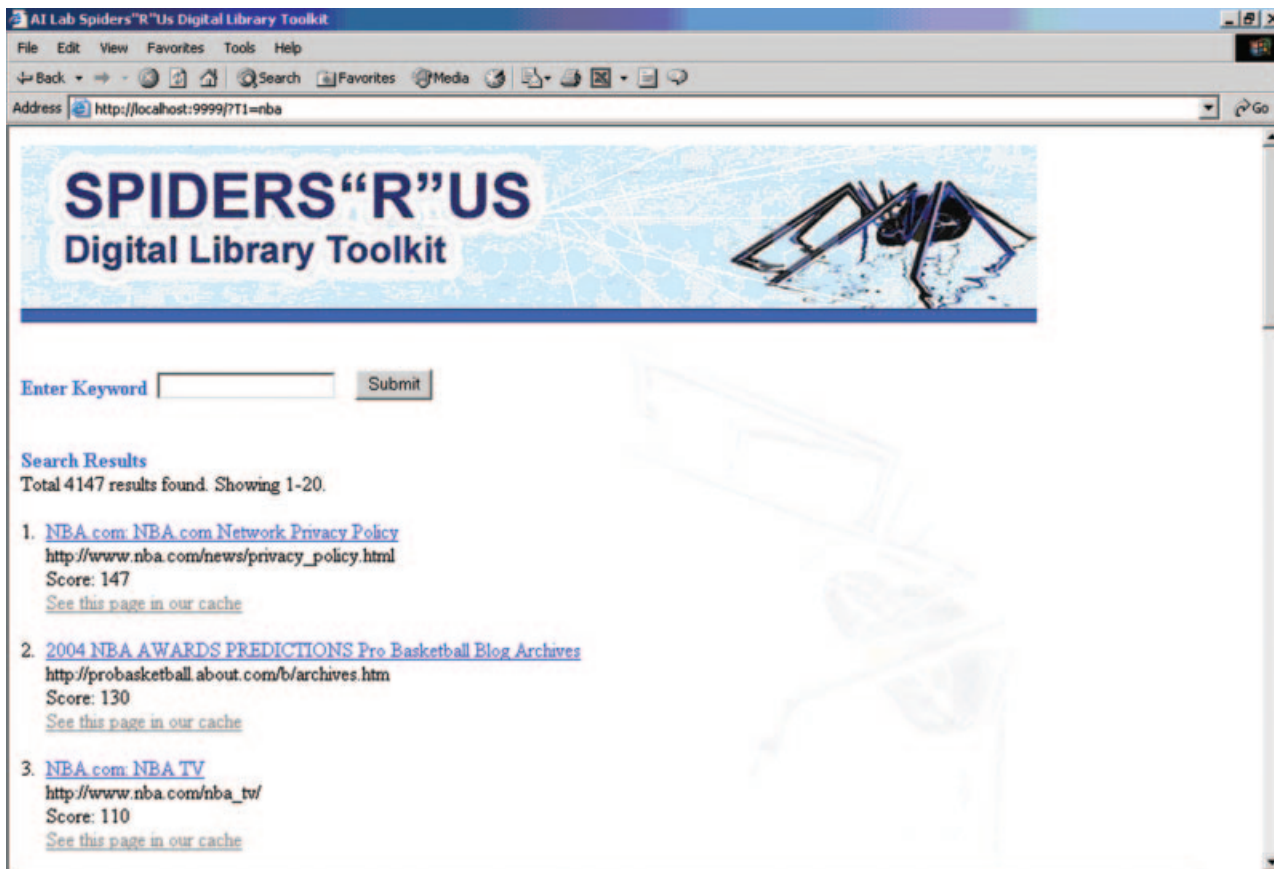 AI Lab Spiders"R"Us Digital Library Toolkit
File Edit View Favorites Tools Help
Back Search Favorites Media
Address http://localhost:9999/?T1=nba Go
SPIDERS“R”US
Digital Library Toolkit
Enter Keyword Submit
Search Results
Total 4147 results found. Showing 1-20.
1. NBA.com: NBA.com Network Privacy Policy
http://www.nba.com/news/privacy_policy.html
Score: 147
See this page in our cache
2. 2004 NBA AWARDS PREDICTIONS Pro Basketball Blog Archives
http://probasketball.about.com/b/archives.htm
Score: 130
See this page in our cache
3. NBA.com: NBA TV
http://www.nba.com/nba_tv/
Score: 110
See this page in our cache